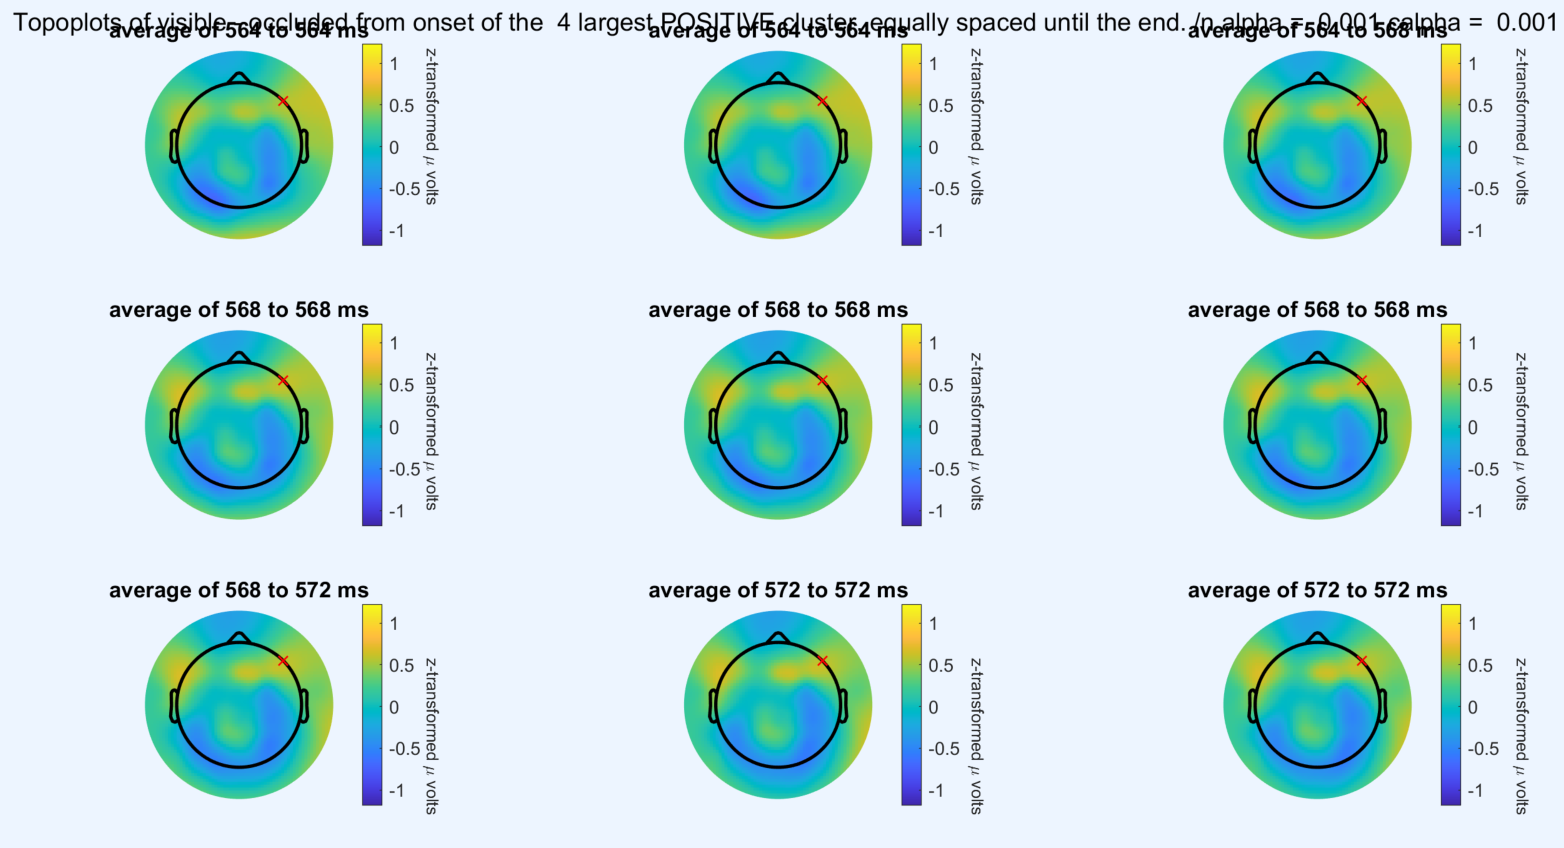 Topoplots of visible - occluded from onset of the 4 largest POSITIVE cluster, equally spaced until the end. /n alpha = 0.001 calpha = 0.001
average of 564 to 564 ms
average of 564 to 564 ms
average of 564 to 568 ms
1
0.5
0
-0.5
-1
z-transformed μ volts
1
0.5
0
-0.5
-1
z-transformed μ volts
1
0.5
0
-0.5
-1
z-transformed μ volts
average of 568 to 568 ms
average of 568 to 568 ms
average of 568 to 568 ms
1
0.5
0
-0.5
-1
z-transformed μ volts
1
0.5
0
-0.5
-1
z-transformed μ volts
1
0.5
0
-0.5
-1
z-transformed μ volts
average of 568 to 572 ms
average of 572 to 572 ms
average of 572 to 572 ms
1
0.5
0
-0.5
-1
z-transformed μ volts
1
0.5
0
-0.5
-1
z-transformed μ volts
1
0.5
0
-0.5
-1
z-transformed μ volts